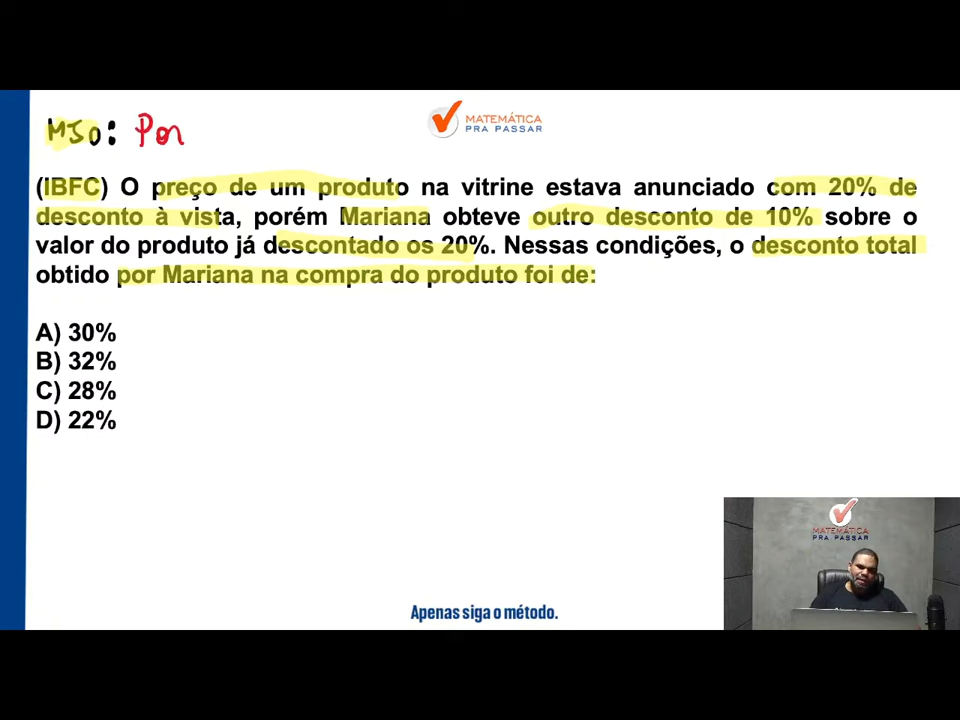 MJO: Por
MATEMÁTICA
PRA PASSAR
(IBFC) O preço de um produto na vitrine estava anunciado com 20% de
desconto à vista, porém Mariana obteve outro desconto de 10% sobre o
valor do produto já descontado os 20%. Nessas condições, o desconto total
obtido por Mariana na compra do produto foi de:
A) 30%
B) 32%
C) 28%
D) 22%
MATEMÁTICA
PRA PASSAR
Apenas siga o método.